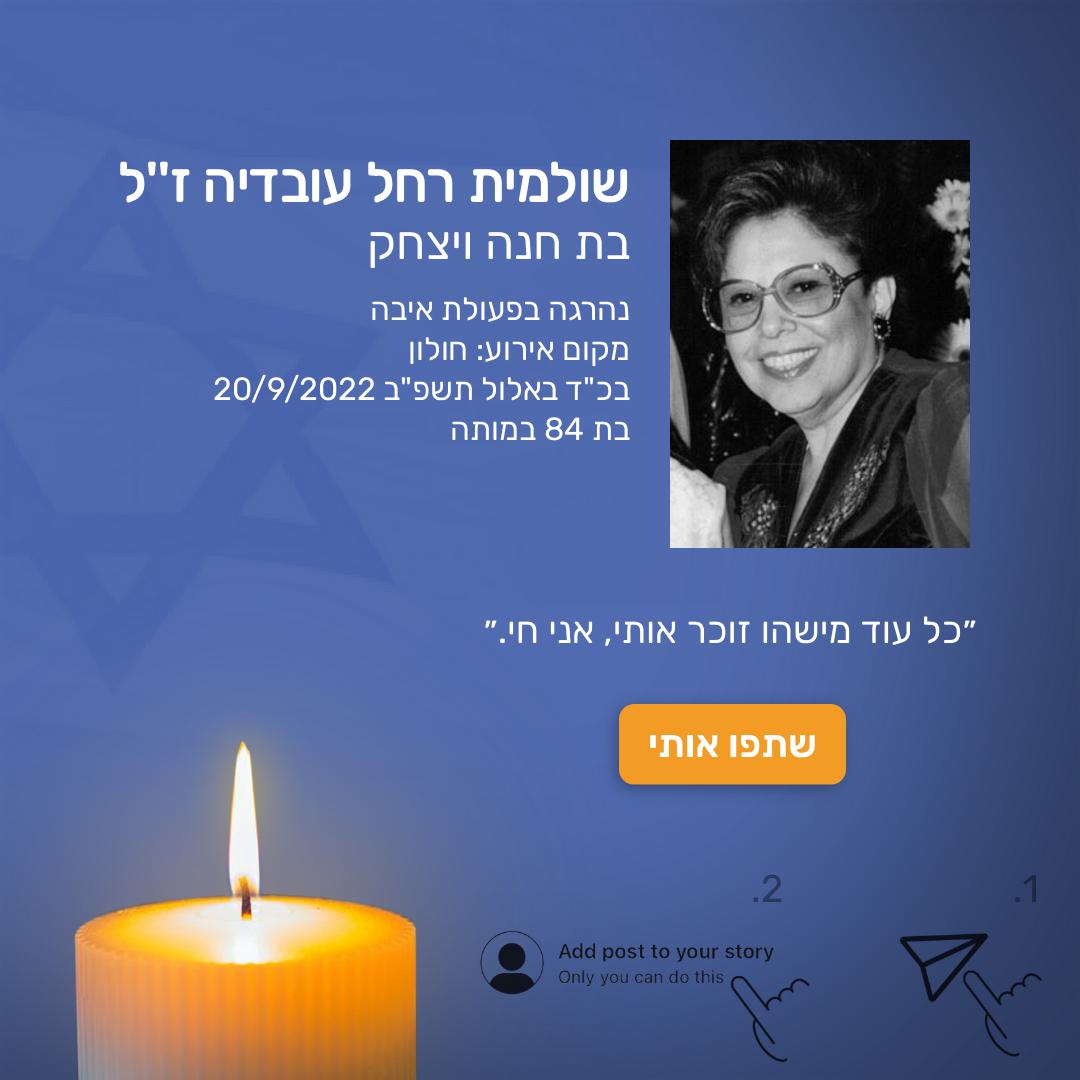 שולמית רחל עובדיה ז"ל
בת חנה ויצחק
נהרגה בפעולת איבה
מקום אירוע: חולון
בכ"ד באלול תשפ"ב 20/9/2022
בת 84 במותה
״כל עוד מישהו זוכר אותי, אני חי.״
שתפו אותי
1.
2.
Add post to your story
Only you can do this